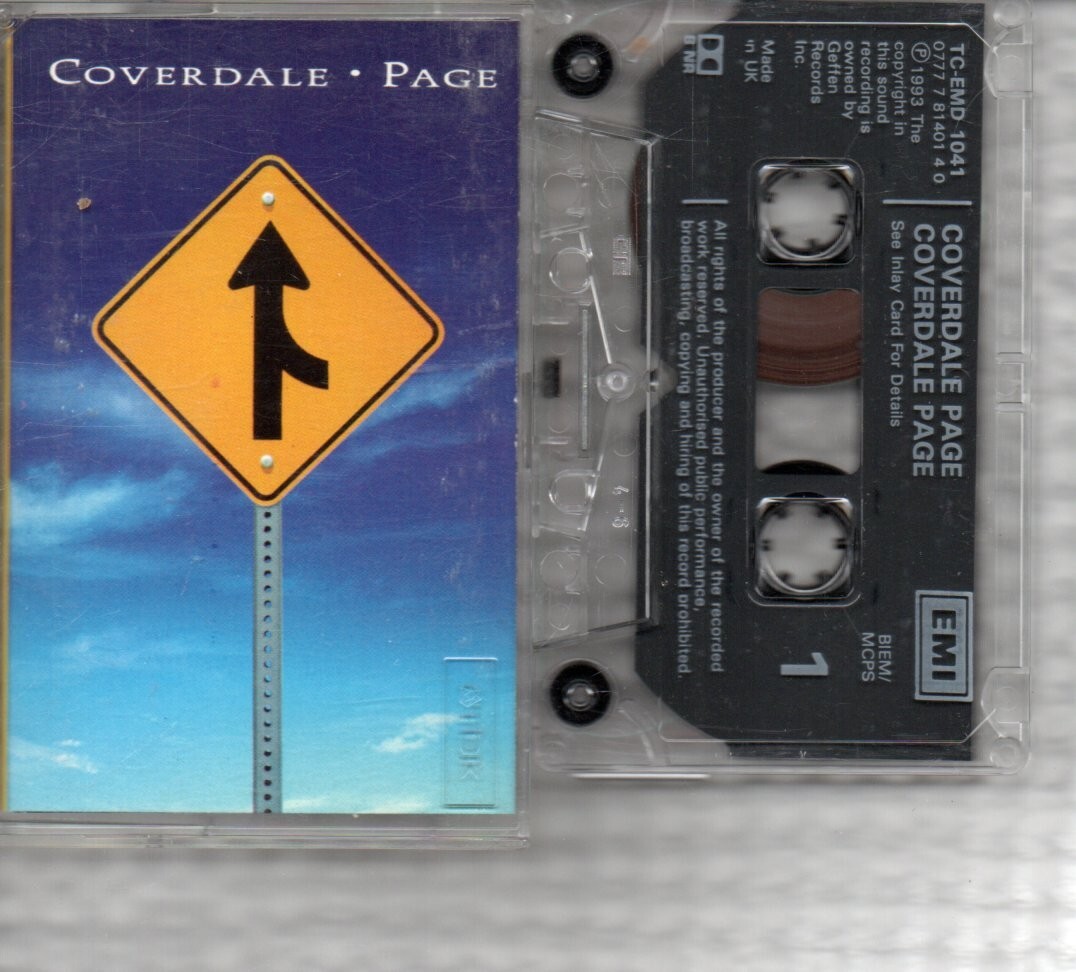 COVERDALE • PAGE
TDK
TC-EMD 1041
0777 7 81401 4 0
Ⓟ 1993 The
copyright in
this sound
recording is
owned by
Geffen
Records
Inc.
Made
in UK
B NR
COVERDALE PAGE
COVERDALE PAGE
See Inlay Card For Details
EMI
BIEM/
MCPS
1
All rights of the producer and the owner of the recorded
work reserved. Unauthorised public performance,
broadcasting, copying and hiring of this record prohibited.